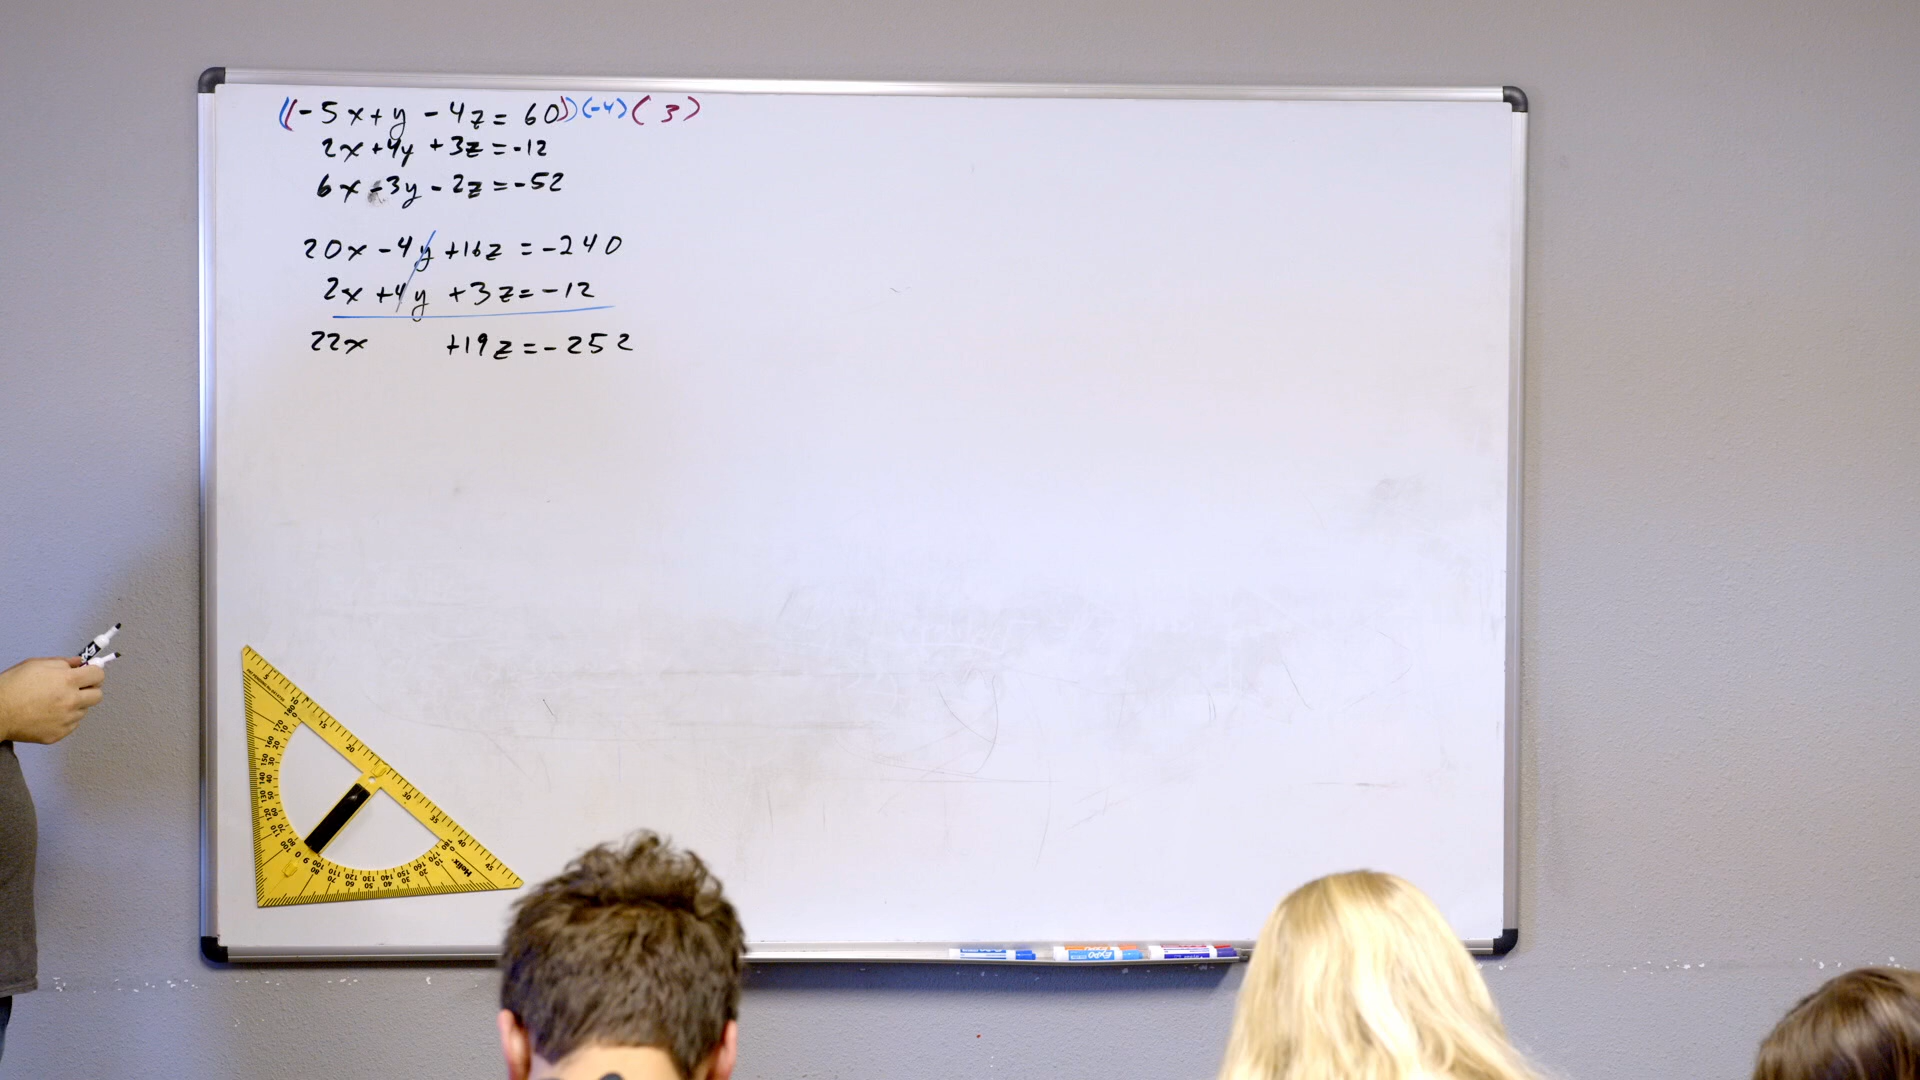 ((-5x+y-4z=60))(-4)(3)
2x+4y+3z=-12
6x-3y-2z=-52
20x-4y+16z=-240
2x+4y+3z=-12
22x +19z=-252